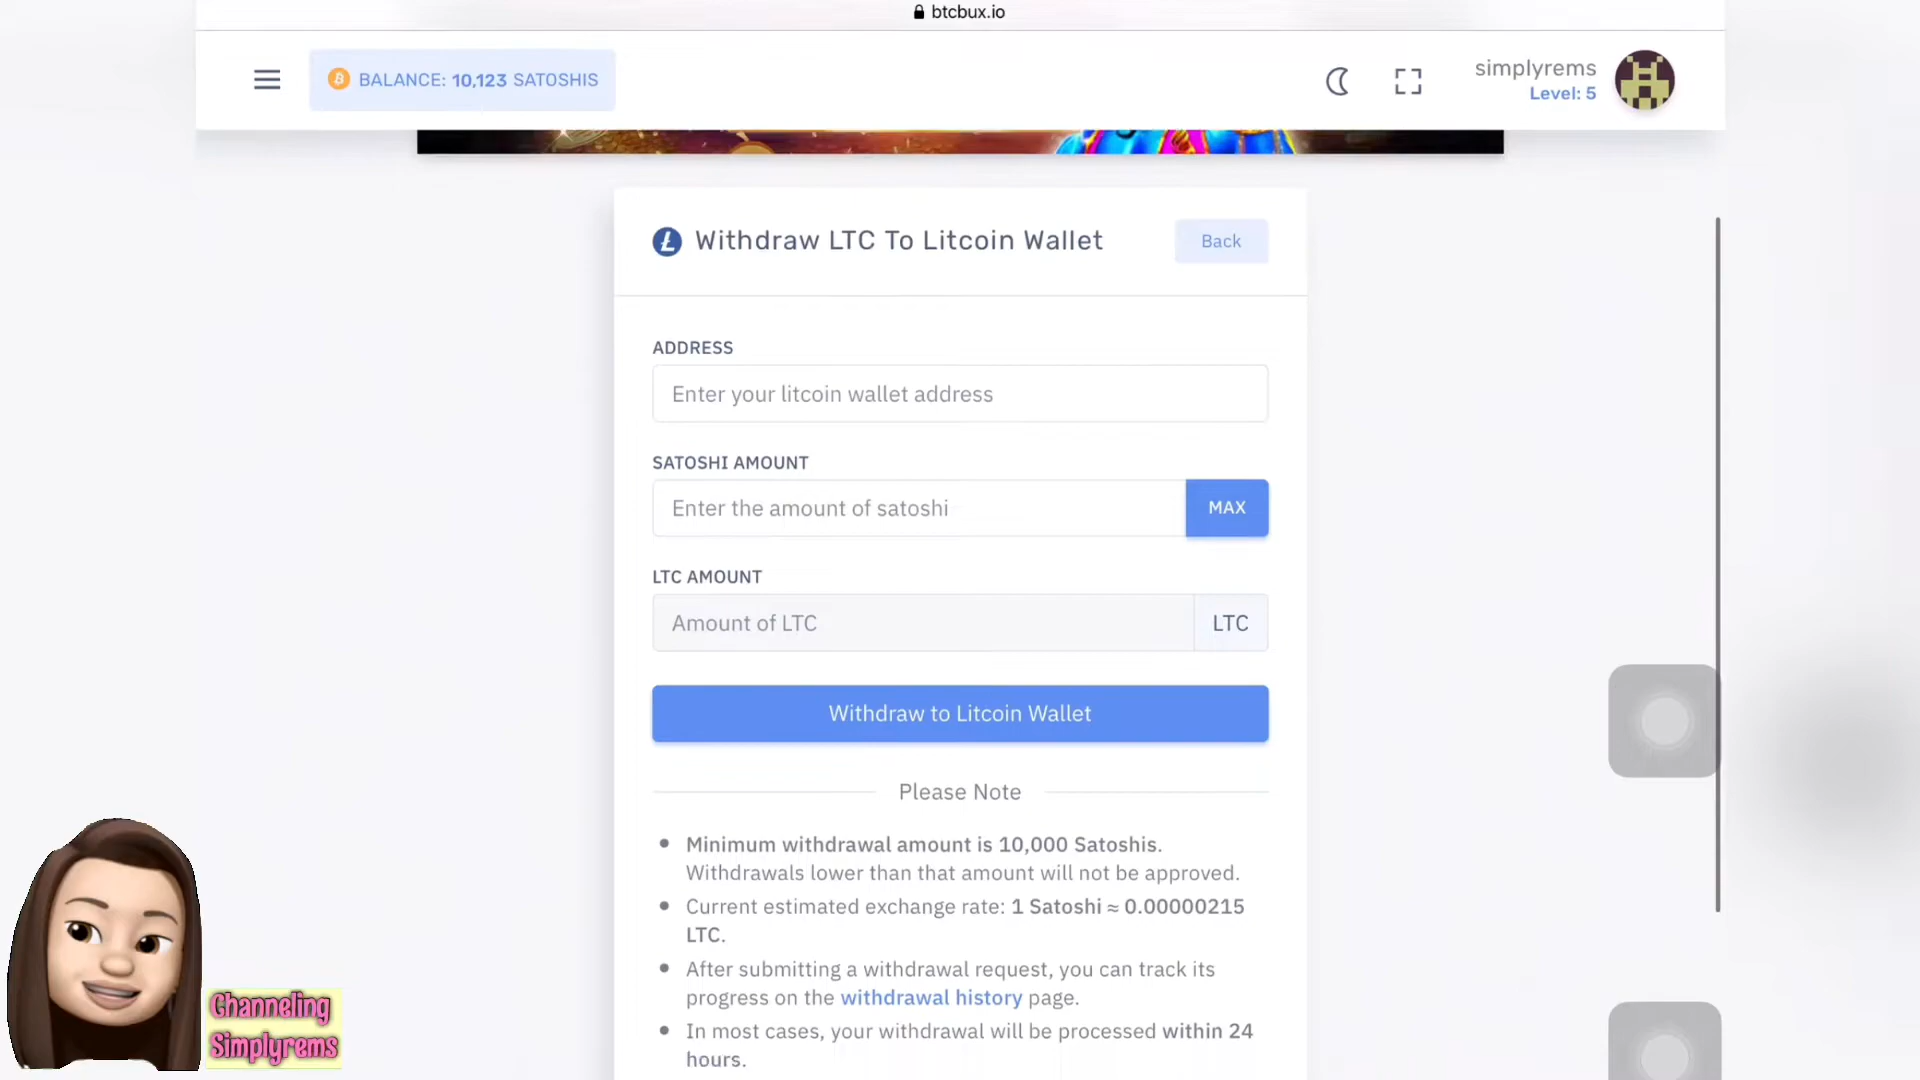 btcbux.io
BALANCE: 10,123 SATOSHIS
simplyrems
Level: 5
Withdraw LTC To Litcoin Wallet
Back
ADDRESS
Enter your litcoin wallet address
SATOSHI AMOUNT
Enter the amount of satoshi
MAX
LTC AMOUNT
Amount of LTC
LTC
Withdraw to Litcoin Wallet
Please Note
Minimum withdrawal amount is 10,000 Satoshis.
Withdrawals lower than that amount will not be approved.
Current estimated exchange rate: 1 Satoshi ≈ 0.00000215
LTC.
After submitting a withdrawal request, you can track its
progress on the withdrawal history page.
In most cases, your withdrawal will be processed within 24
hours.
Channeling
Simplyrems